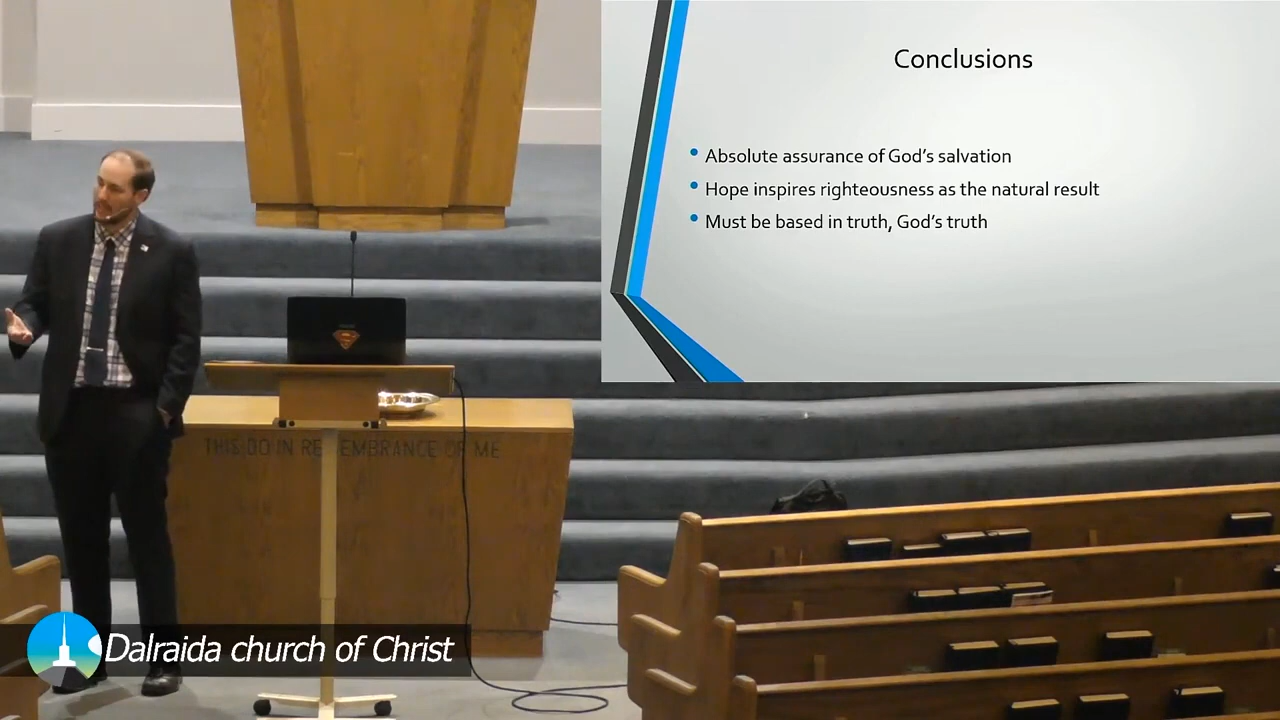 Conclusions
Absolute assurance of God's salvation
Hope inspires righteousness as the natural result
Must be based in truth, God's truth
THIS DO IN REMEMBRANCE OF ME
Dalraida church of Christ